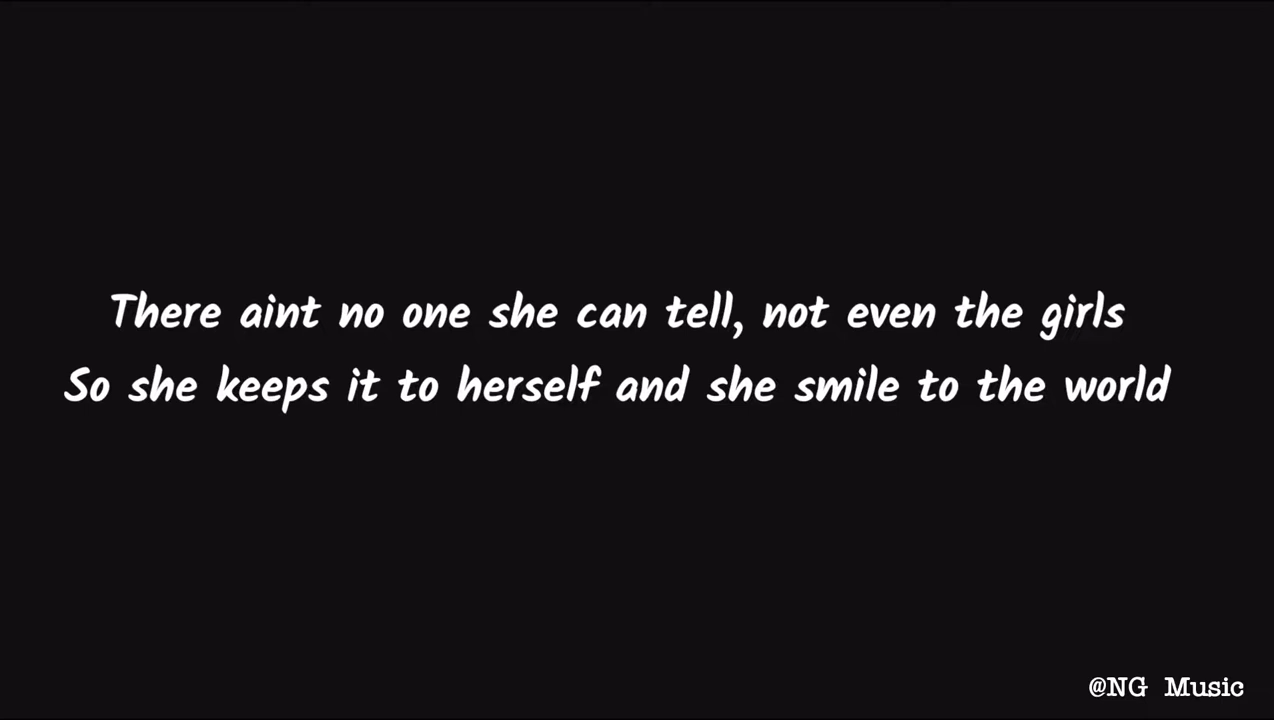 There aint no one she can tell, not even the girls
So she keeps it to herself and she smile to the world
@NG Music